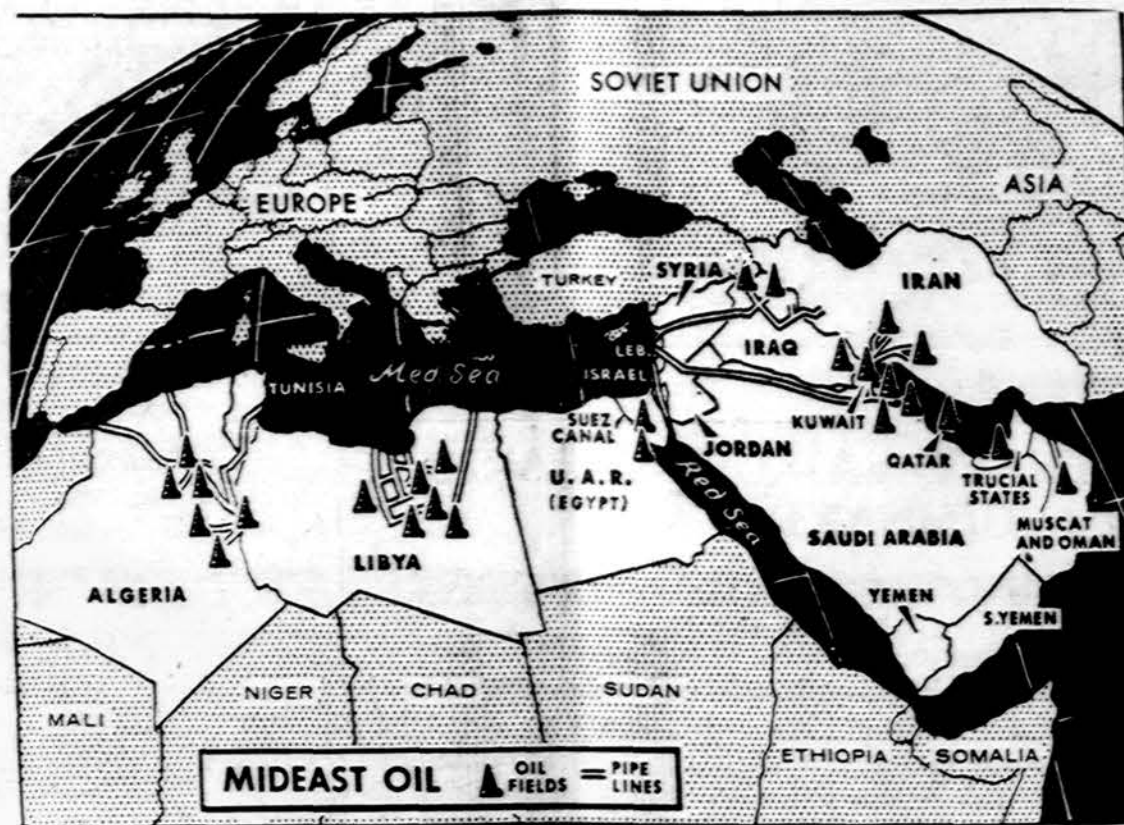 SOVIET UNION
EUROPE
ASIA
TURKEY
SYRIA
IRAN
IRAQ
LEB.
ISRAEL
TUNISIA
Med. Sea
SUEZ
CANAL
JORDAN
KUWAIT
QATAR
TRUCIAL
STATES
U. A. R.
(EGYPT)
Red Sea
SAUDI ARABIA
MUSCAT
AND OMAN
ALGERIA
LIBYA
YEMEN
S. YEMEN
MALI
NIGER
CHAD
SUDAN
ETHIOPIA
SOMALIA
MIDEAST OIL
OIL
FIELDS
= PIPE
LINES